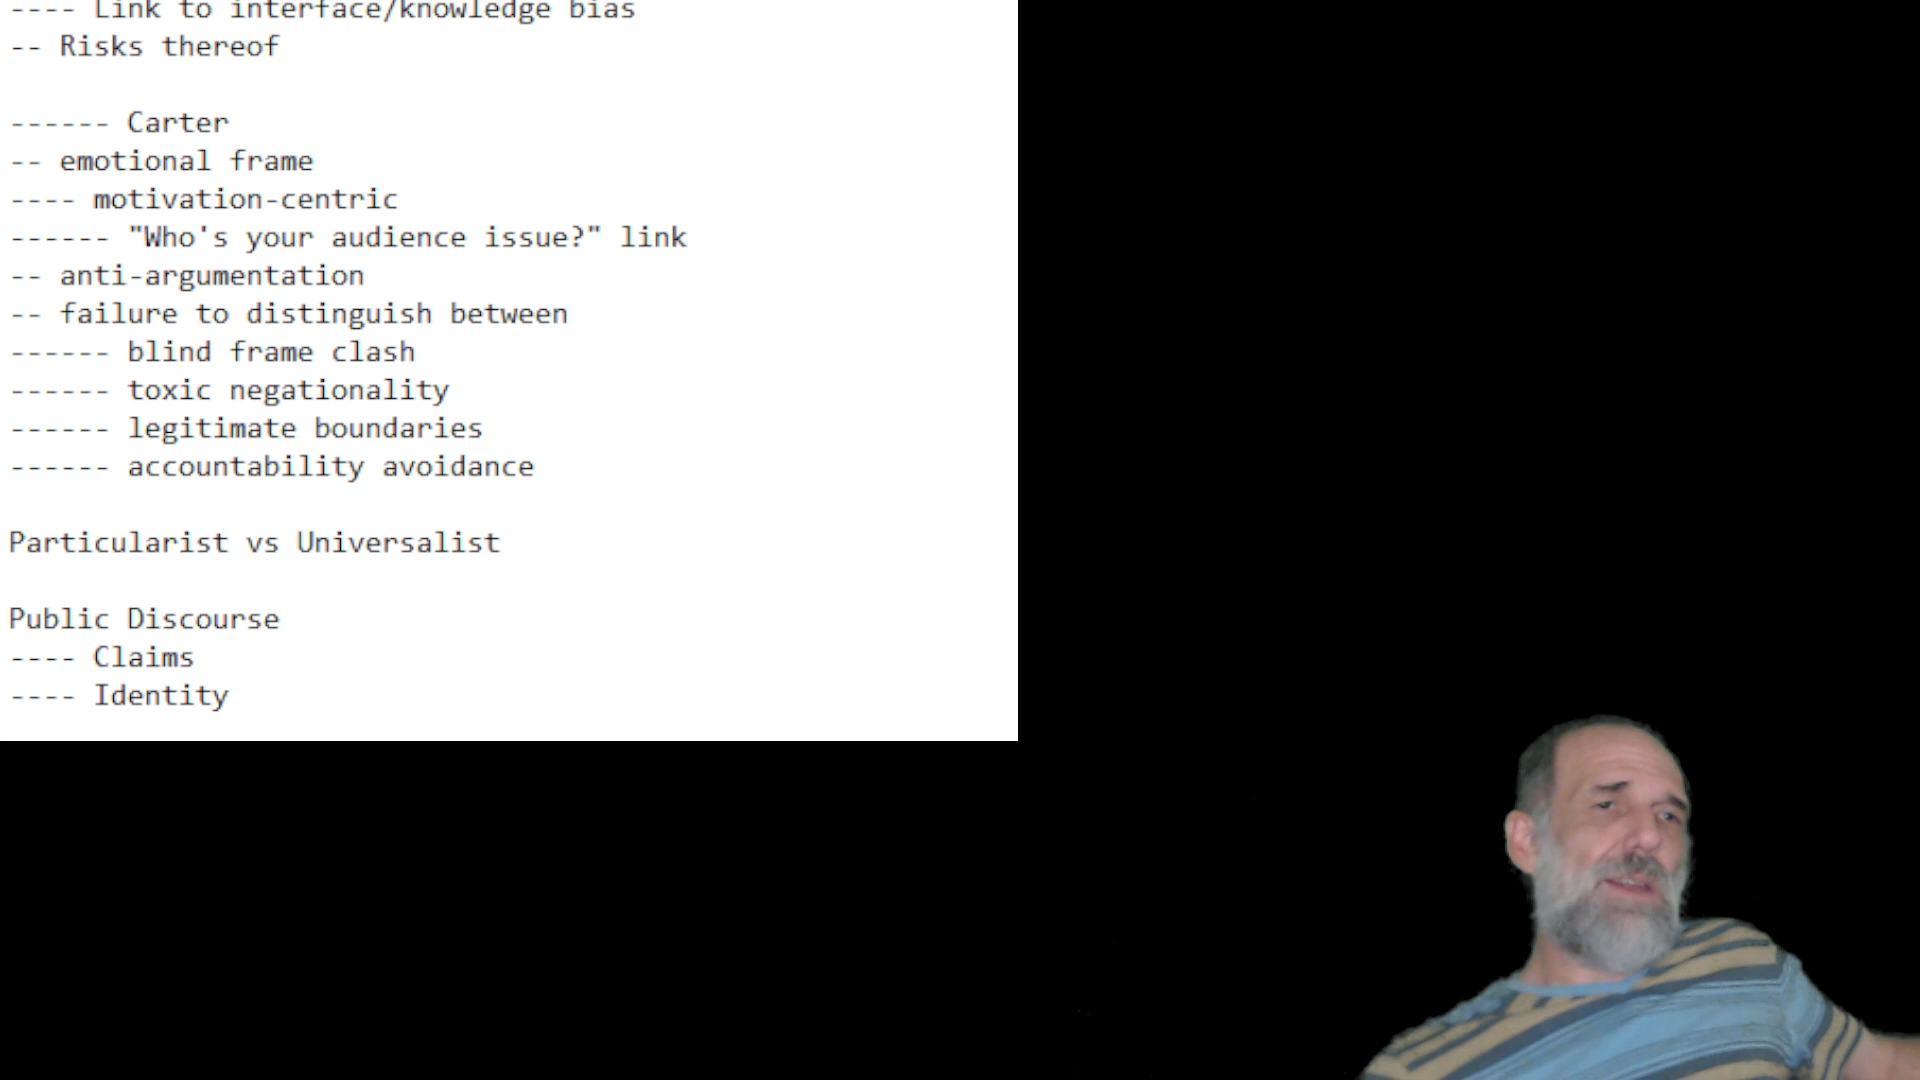 ---- Link to interface/knowledge bias
-- Risks thereof
------ Carter
-- emotional frame
---- motivation-centric
------ "Who's your audience issue?" link
-- anti-argumentation
-- failure to distinguish between
------ blind frame clash
------ toxic negationality
------ legitimate boundaries
------ accountability avoidance
Particularist vs Universalist
Public Discourse
---- Claims
---- Identity